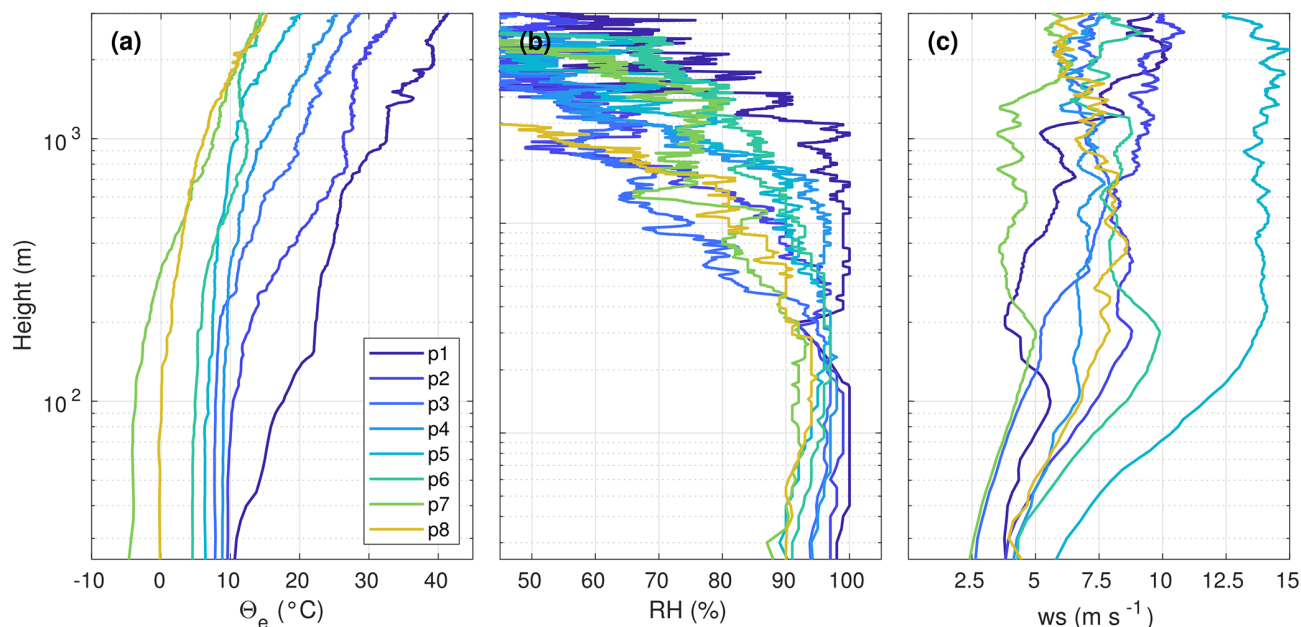 (a)
(b)
(c)
Height (m)
10³
10²
p1
p2
p3
p4
p5
p6
p7
p8
-10 0 10 20 30 40
50 60 70 80 90 100
2.5 5 7.5 10 12.5 15
Θe (°C)
RH (%)
ws (m s⁻¹)